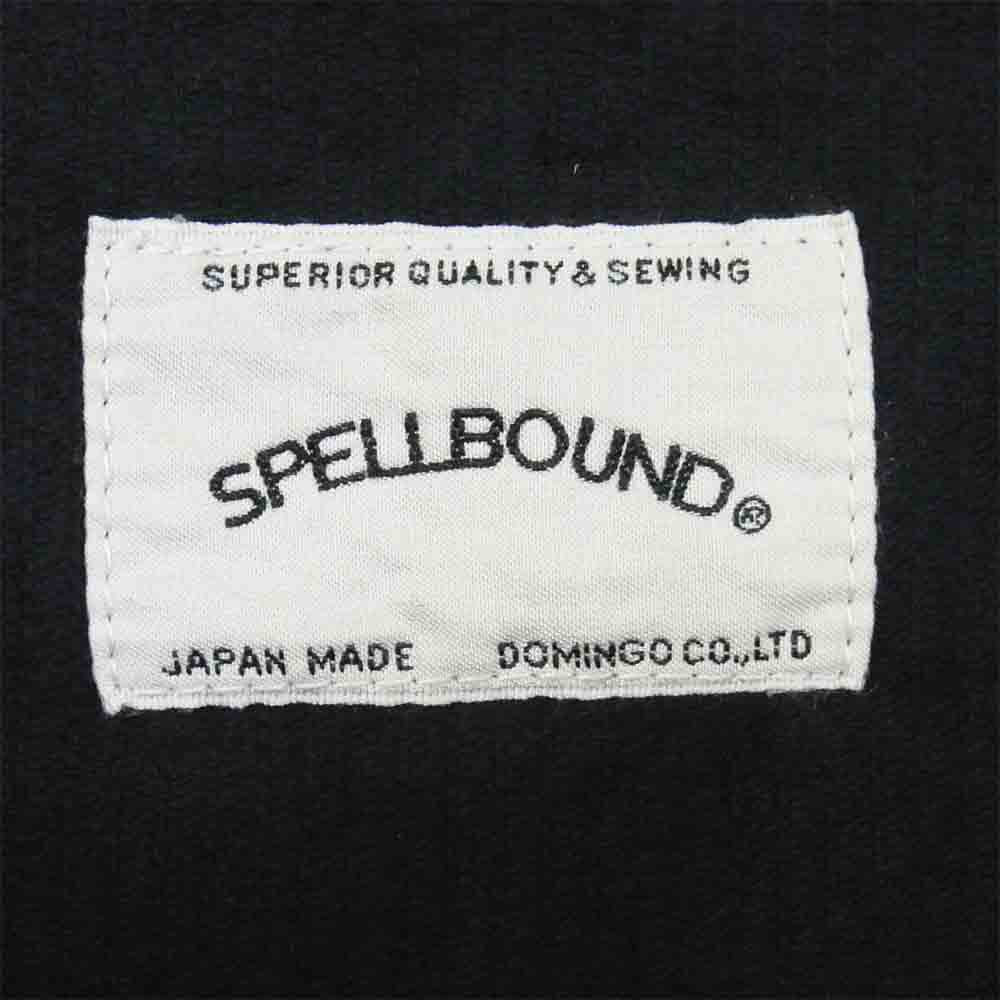 SUPERIOR QUALITY & SEWING
SPELLBOUND®
JAPAN MADE DOMINGO CO.,LTD